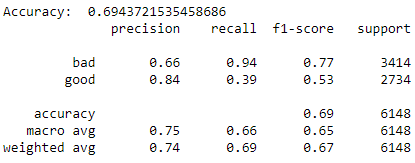 Accuracy:  0.6943721535458686
              precision    recall  f1-score   support

         bad       0.66      0.94      0.77      3414
        good       0.84      0.39      0.53      2734

    accuracy                           0.69      6148
   macro avg       0.75      0.66      0.65      6148
weighted avg       0.74      0.69      0.67      6148